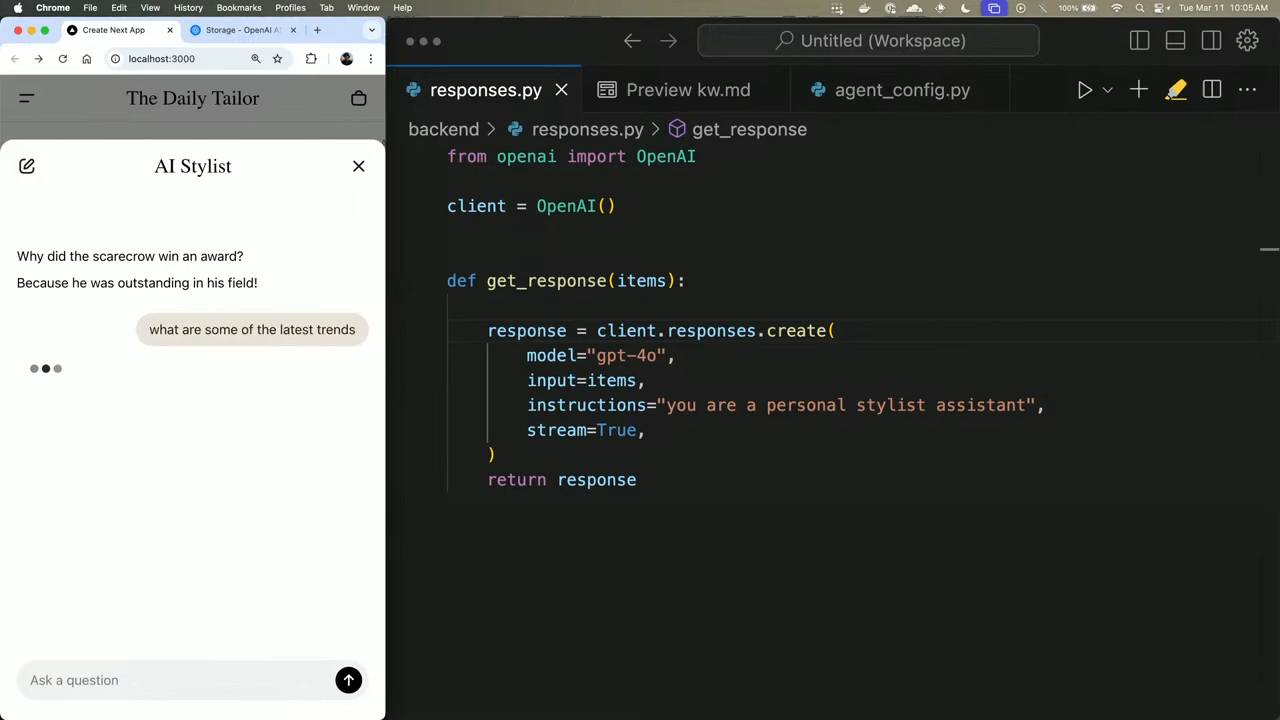 Chrome File Edit View History Bookmarks Profiles Tab Window Help 100% Tue Mar 11 10:05 AM
Create Next App
Storage - OpenAI A
localhost:3000
The Daily Tailor
AI Stylist
Why did the scarecrow win an award?
Because he was outstanding in his field!
what are some of the latest trends
Ask a question
Untitled (Workspace)
responses.py Preview kw.md agent_config.py
backend > responses.py > get_response
from openai import OpenAI
client = OpenAI()
def get_response(items):
response = client.responses.create(
model="gpt-4o",
input=items,
instructions="you are a personal stylist assistant",
stream=True,
)
return response